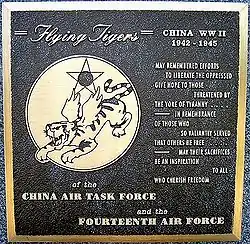 Flying Tigers
CHINA WW II
1942 - 1945
MAY REMEMBERED EFFORTS
TO LIBERATE THE OPPRESSED
GIVE HOPE TO THOSE
THREATENED BY
THE YOKE OF TYRANNY . . . .
. . . . IN REMEMBRANCE
OF THOSE WHO
SO VALIANTLY SERVED
THAT OTHERS BE FREE . . . .
. . . . MAY THEIR SACRIFICES
BE AN INSPIRATION
TO ALL
WHO CHERISH FREEDOM
of the
CHINA AIR TASK FORCE
and the
FOURTEENTH AIR FORCE